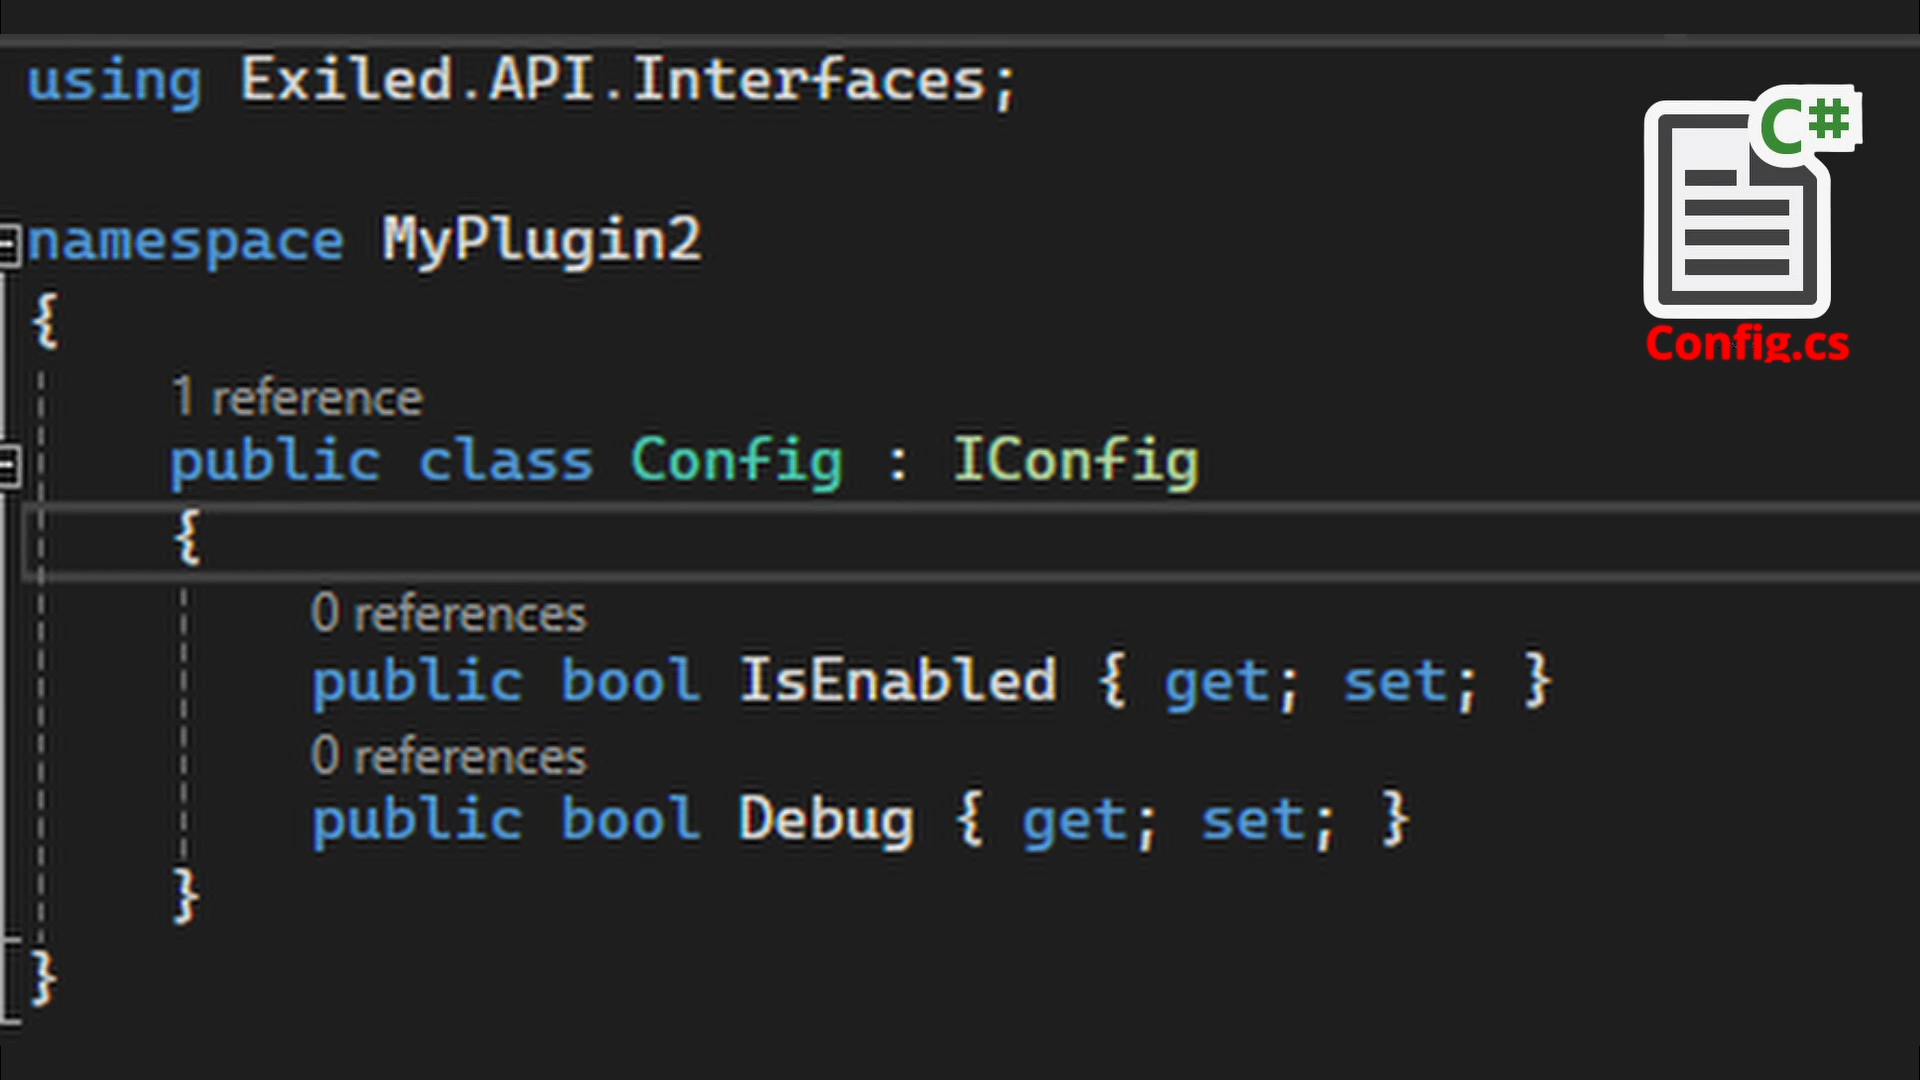 using Exiled.API.Interfaces;
C#
Config.cs
namespace MyPlugin2
{
1 reference
public class Config : IConfig
{
0 references
public bool IsEnabled { get; set; }
0 references
public bool Debug { get; set; }
}
}